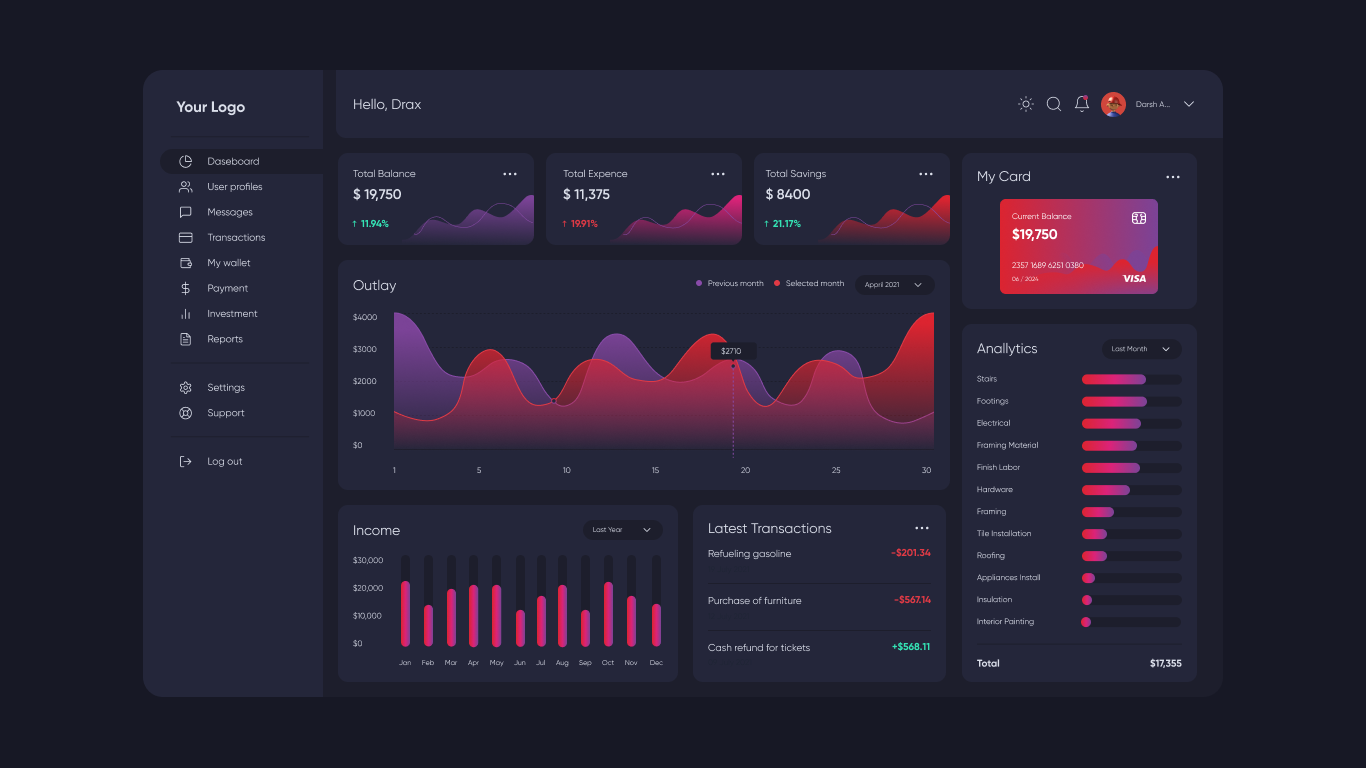 Your Logo
Daseboard
User profiles
Messages
Transactions
My wallet
Payment
Investment
Reports
Settings
Support
Log out
Hello, Drax
Darsh A...
Total Balance
$ 19,750
↑ 11.94%
Total Expence
$ 11,375
↑ 19.91%
Total Savings
$ 8400
↑ 21.17%
My Card
Current Balance
$19,750
2357 1689 6251 0380
06 / 2024
VISA
Outlay
Previous month
Selected month
Appril 2021
$4000
$3000
$2000
$1000
$0
$2710
1 5 10 15 20 25 30
Anallytics
Last Month
Stairs
Footings
Electrical
Framing Material
Finish Labor
Hardware
Framing
Tile Installation
Roofing
Appliances Install
Insulation
Interior Painting
Total $17,355
Income
Last Year
$30,000
$20,000
$10,000
$0
Jan Feb Mar Apr May Jun Jul Aug Sep Oct Nov Dec
Latest Transactions
Refueling gasoline -$201.34
Purchase of furniture -$567.14
Cash refund for tickets +$568.11